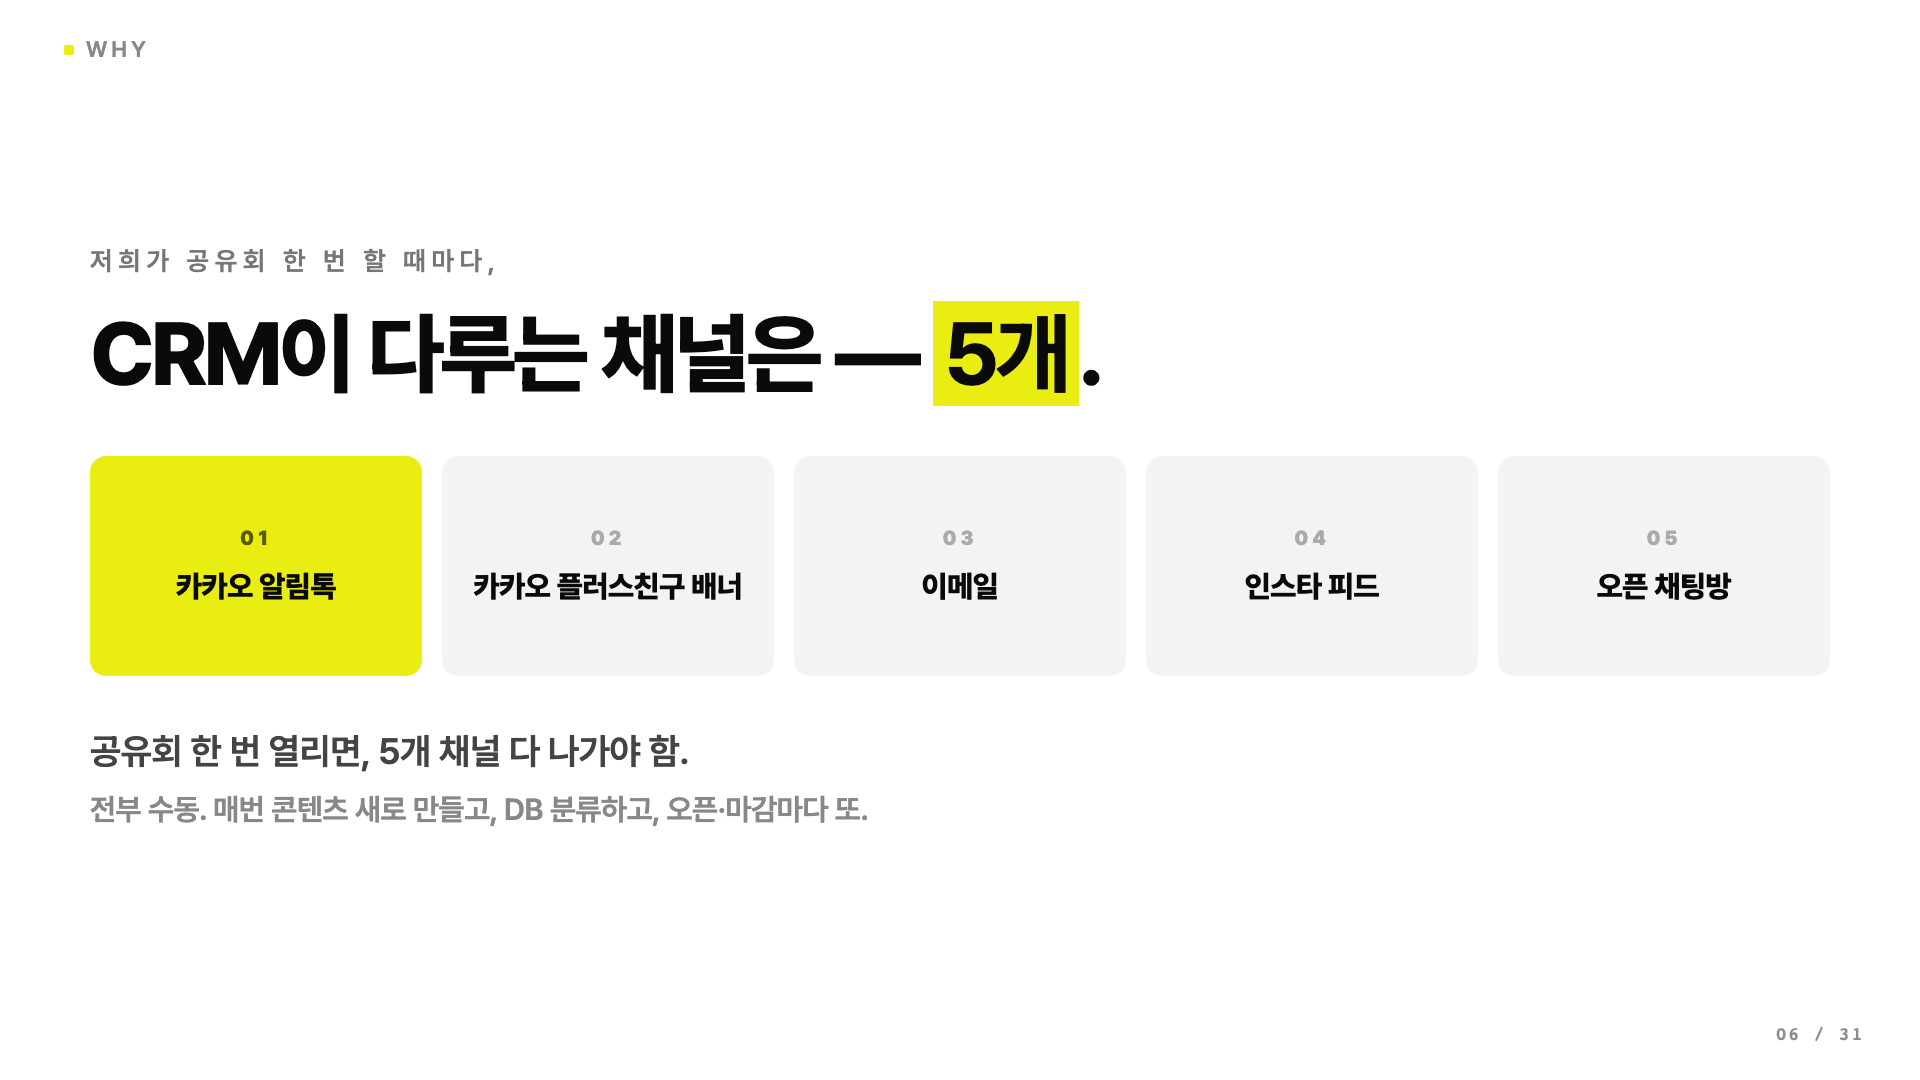 WHY
저희가 공유회 한 번 할 때마다,
CRM이 다루는 채널은 — 5개.
01
카카오 알림톡
02
카카오 플러스친구 배너
03
이메일
04
인스타 피드
05
오픈 채팅방
공유회 한 번 열리면, 5개 채널 다 나가야 함.
전부 수동. 매번 콘텐츠 새로 만들고, DB 분류하고, 오픈·마감마다 또.
06 / 31